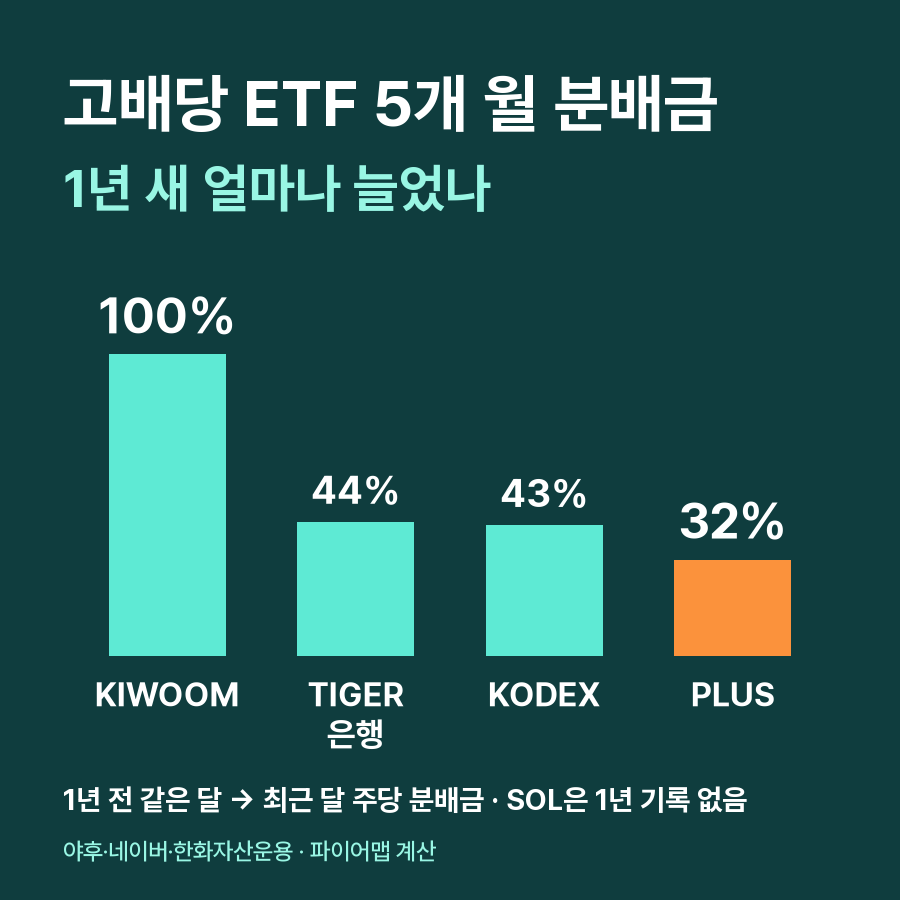 고배당 ETF 5개 월 분배금
1년 새 얼마나 늘었나
100%
44%
43%
32%
KIWOOM
TIGER
은행
KODEX
PLUS
1년 전 같은 달 → 최근 달 주당 분배금 · SOL은 1년 기록 없음
야후·네이버·한화자산운용 · 파이어맵 계산